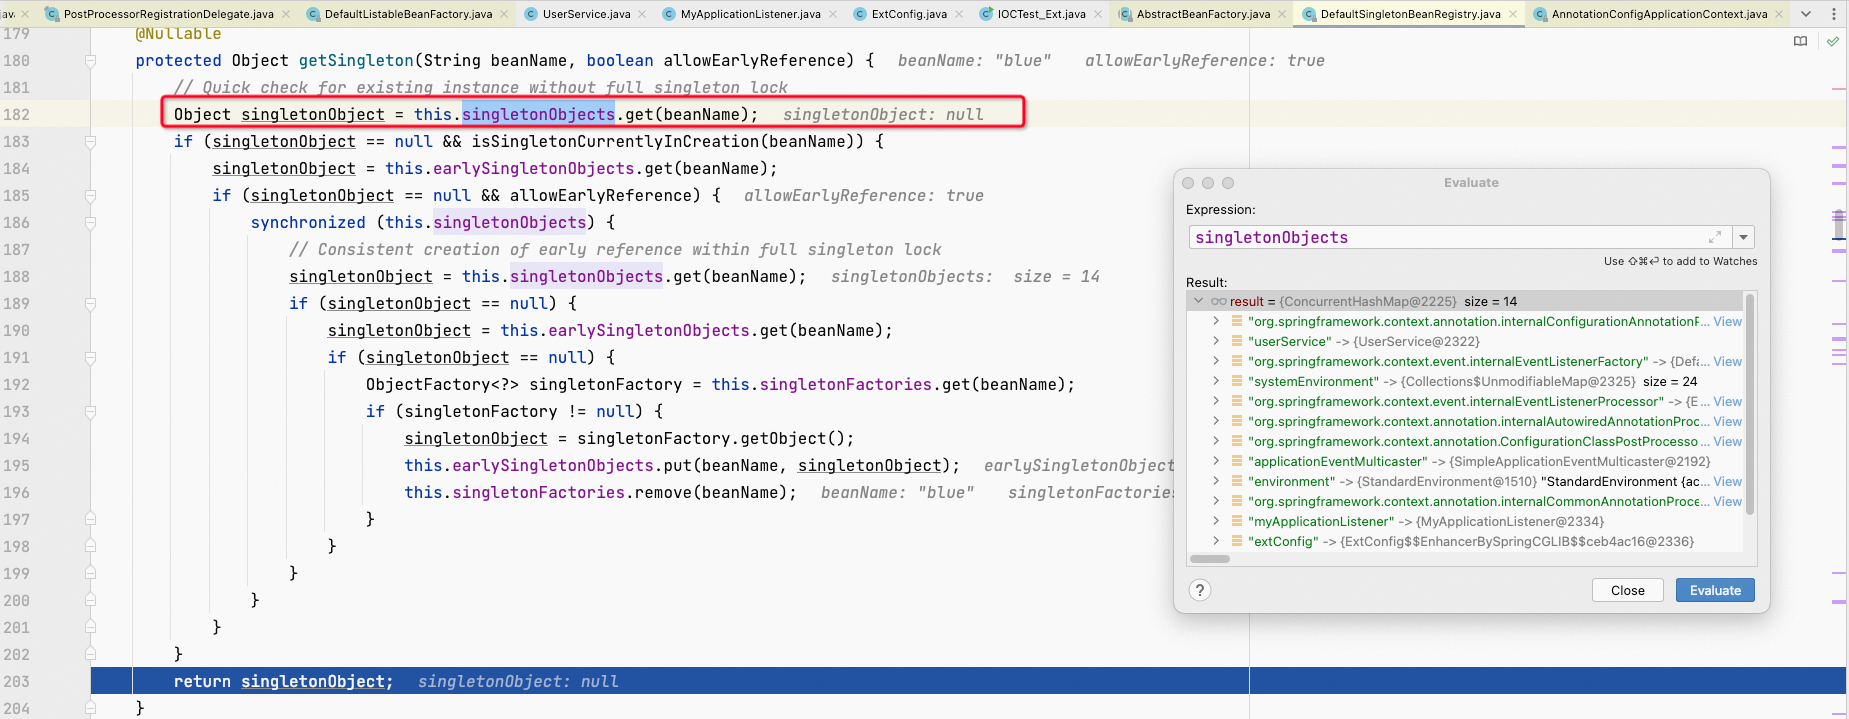 ava PostProcessorRegistrationDelegate.java DefaultListableBeanFactory.java UserService.java MyApplicationListener.java ExtConfig.java IOCTest_Ext.java AbstractBeanFactory.java DefaultSingletonBeanRegistry.java AnnotationConfigApplicationContext.java
179 @Nullable
180 protected Object getSingleton(String beanName, boolean allowEarlyReference) { beanName: "blue" allowEarlyReference: true
181 // Quick check for existing instance without full singleton lock
182 Object singletonObject = this.singletonObjects.get(beanName); singletonObject: null
183 if (singletonObject == null && isSingletonCurrentlyInCreation(beanName)) {
184 singletonObject = this.earlySingletonObjects.get(beanName);
185 if (singletonObject == null && allowEarlyReference) { allowEarlyReference: true
186 synchronized (this.singletonObjects) {
187 // Consistent creation of early reference within full singleton lock
188 singletonObject = this.singletonObjects.get(beanName); singletonObjects: size = 14
189 if (singletonObject == null) {
190 singletonObject = this.earlySingletonObjects.get(beanName);
191 if (singletonObject == null) {
192 ObjectFactory<?> singletonFactory = this.singletonFactories.get(beanName);
193 if (singletonFactory != null) {
194 singletonObject = singletonFactory.getObject();
195 this.earlySingletonObjects.put(beanName, singletonObject); earlySingletonObject
196 this.singletonFactories.remove(beanName); beanName: "blue" singletonFactories
197 }
198 }
199 }
200 }
201 }
202 }
203 return singletonObject; singletonObject: null
204 }
Evaluate
Expression:
singletonObjects
Use ⇧⌘⏎ to add to Watches
Result:
result = {ConcurrentHashMap@2225} size = 14
"org.springframework.context.annotation.internalConfigurationAnnotationF... View
"userService" -> {UserService@2322}
"org.springframework.context.event.internalEventListenerFactory" -> {Defa... View
"systemEnvironment" -> {Collections$UnmodifiableMap@2325} size = 24
"org.springframework.context.event.internalEventListenerProcessor" -> {E... View
"org.springframework.context.annotation.internalAutowiredAnnotationProc... View
"org.springframework.context.annotation.ConfigurationClassPostProcesso... View
"applicationEventMulticaster" -> {SimpleApplicationEventMulticaster@2192}
"environment" -> {StandardEnvironment@1510} "StandardEnvironment {ac... View
"org.springframework.context.annotation.internalCommonAnnotationProce... View
"myApplicationListener" -> {MyApplicationListener@2334}
"extConfig" -> {ExtConfig$$EnhancerBySpringCGLIB$$ceb4ac16@2336}
?
Close
Evaluate